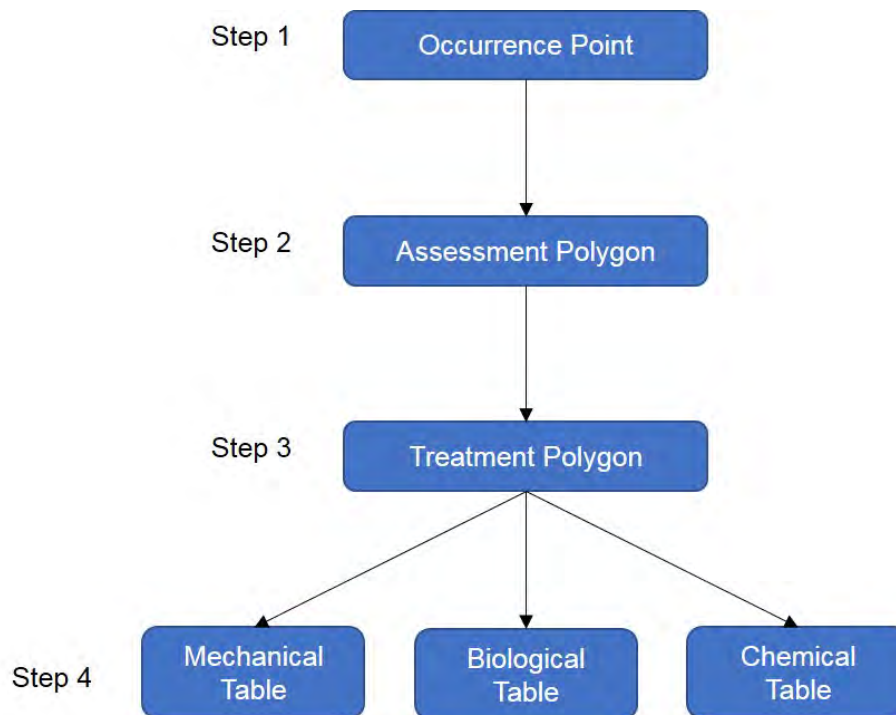 Step 1
Occurrence Point
Step 2
Assessment Polygon
Step 3
Treatment Polygon
Step 4
Mechanical
Table
Biological
Table
Chemical
Table